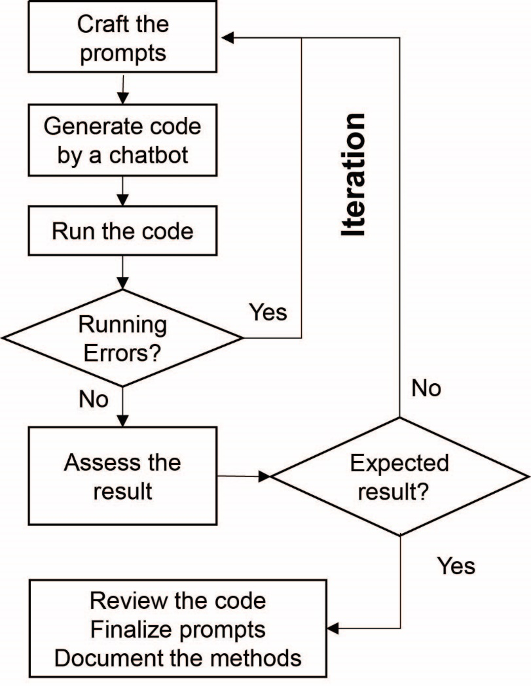 Craft the
prompts
Generate code
by a chatbot
Run the code
Running
Errors?
Yes
No
Iteration
Assess the
result
Expected
result?
No
Yes
Review the code
Finalize prompts
Document the methods